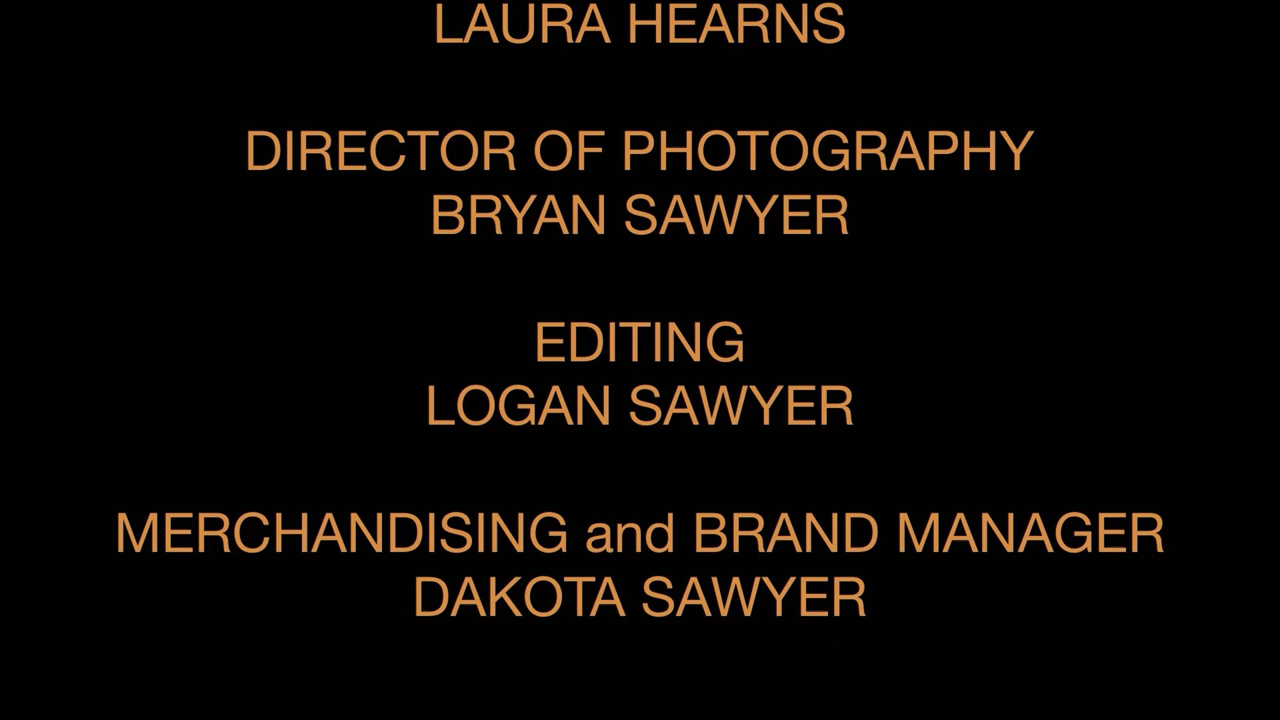 LAURA HEARNS
DIRECTOR OF PHOTOGRAPHY
BRYAN SAWYER
EDITING
LOGAN SAWYER
MERCHANDISING and BRAND MANAGER
DAKOTA SAWYER